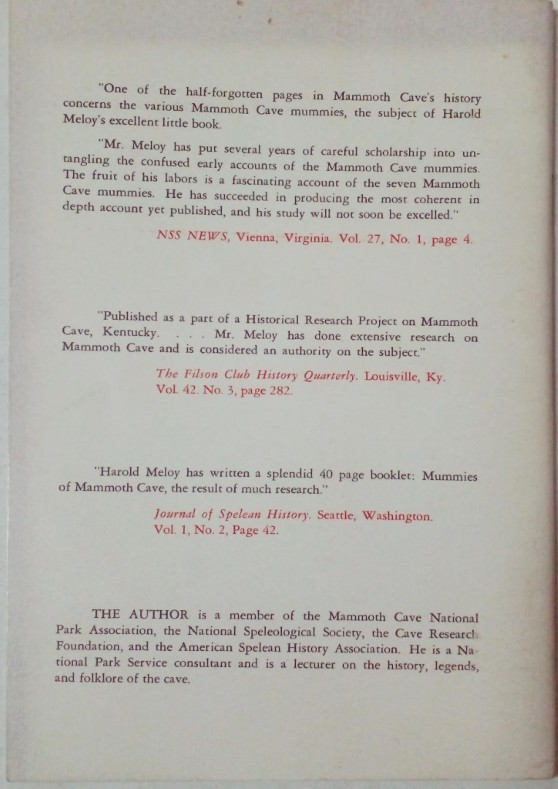 "One of the half-forgotten pages in Mammoth Cave's history
concerns the various Mammoth Cave mummies, the subject of Harold
Meloy's excellent little book.
"Mr. Meloy has put several years of careful scholarship into un-
tangling the confused early accounts of the Mammoth Cave mummies.
The fruit of his labors is a fascinating account of the seven Mammoth
Cave mummies. He has succeeded in producing the most coherent in
depth account yet published, and his study will not soon be excelled."
NSS NEWS, Vienna, Virginia. Vol. 27, No. 1, page 4.
"Published as a part of a Historical Research Project on Mammoth
Cave, Kentucky. . . . Mr. Meloy has done extensive research on
Mammoth Cave and is considered an authority on the subject."
The Filson Club History Quarterly. Louisville, Ky.
Vol. 42. No. 3, page 282.
"Harold Meloy has written a splendid 40 page booklet: Mummies
of Mammoth Cave, the result of much research."
Journal of Spelean History. Seattle, Washington.
Vol. 1, No. 2, Page 42.
THE AUTHOR is a member of the Mammoth Cave National
Park Association, the National Speleological Society, the Cave Research
Foundation, and the American Spelean History Association. He is a Na-
tional Park Service consultant and is a lecturer on the history, legends,
and folklore of the cave.